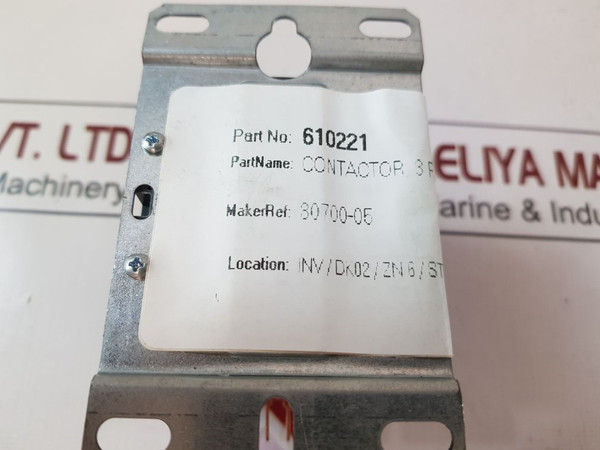 VT. LTD
Machinery
ELIYA MA
arine & Indu
Part No: 610221
PartName: CONTACTOR 3 P
MakerRef: 80700-05
Location: INV/DK02/ZN 6/ST